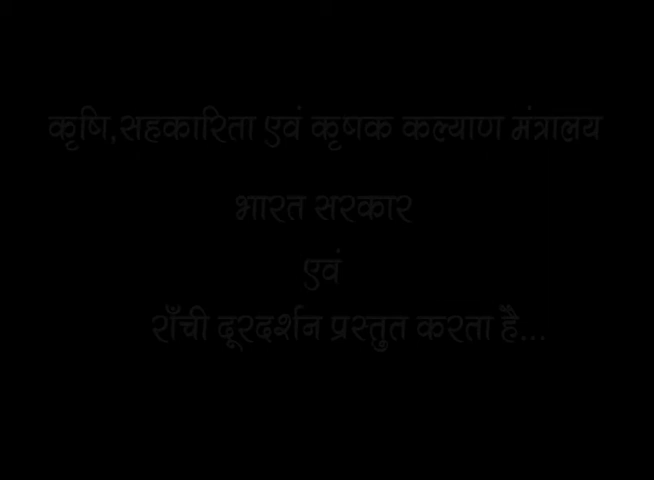 कृषि,सहकारिता एवं कृषक कल्याण मंत्रालय
भारत सरकार
एवं
राँची दूरदर्शन प्रस्तुत करता है...